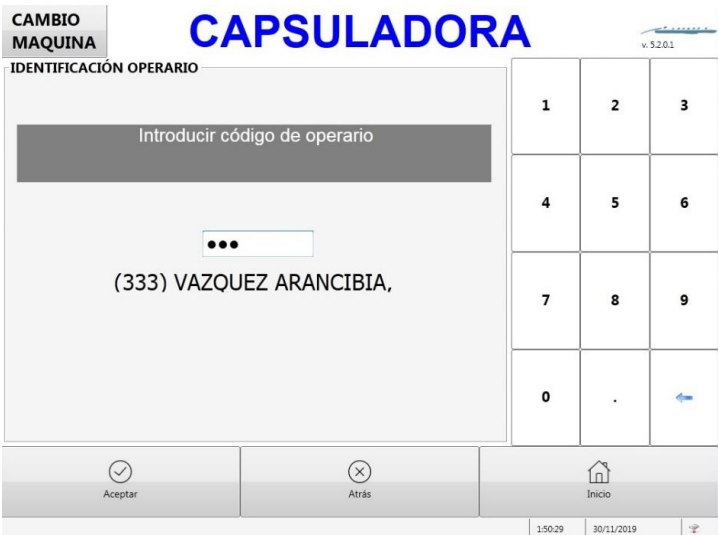 CAMBIO
MAQUINA
CAPSULADORA
v. 5.2.0.1
IDENTIFICACIÓN OPERARIO
Introducir código de operario
●●●
(333) VAZQUEZ ARANCIBIA,
1 2 3
4 5 6
7 8 9
0 .
Aceptar Atrás Inicio
1:50:29 30/11/2019